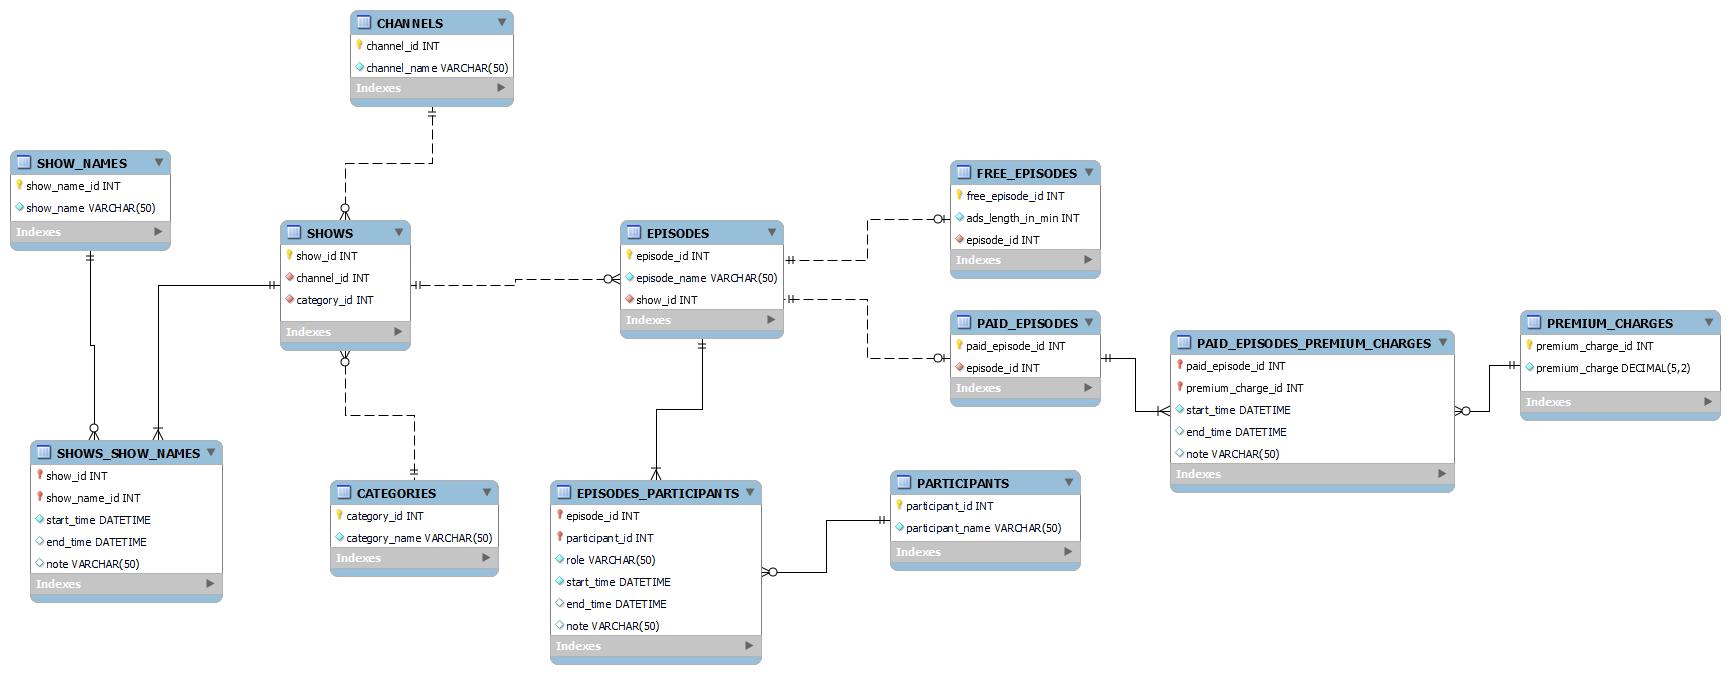 CHANNELS
channel_id INT
channel_name VARCHAR(50)
Indexes
SHOW_NAMES
show_name_id INT
show_name VARCHAR(50)
Indexes
SHOWS
show_id INT
channel_id INT
category_id INT
Indexes
EPISODES
episode_id INT
episode_name VARCHAR(50)
show_id INT
Indexes
FREE_EPISODES
free_episode_id INT
ads_length_in_min INT
episode_id INT
Indexes
PAID_EPISODES
paid_episode_id INT
episode_id INT
Indexes
PAID_EPISODES_PREMIUM_CHARGES
paid_episode_id INT
premium_charge_id INT
start_time DATETIME
end_time DATETIME
note VARCHAR(50)
Indexes
PREMIUM_CHARGES
premium_charge_id INT
premium_charge DECIMAL(5,2)
Indexes
SHOWS_SHOW_NAMES
show_id INT
show_name_id INT
start_time DATETIME
end_time DATETIME
note VARCHAR(50)
Indexes
CATEGORIES
category_id INT
category_name VARCHAR(50)
Indexes
EPISODES_PARTICIPANTS
episode_id INT
participant_id INT
role VARCHAR(50)
start_time DATETIME
end_time DATETIME
note VARCHAR(50)
Indexes
PARTICIPANTS
participant_id INT
participant_name VARCHAR(50)
Indexes